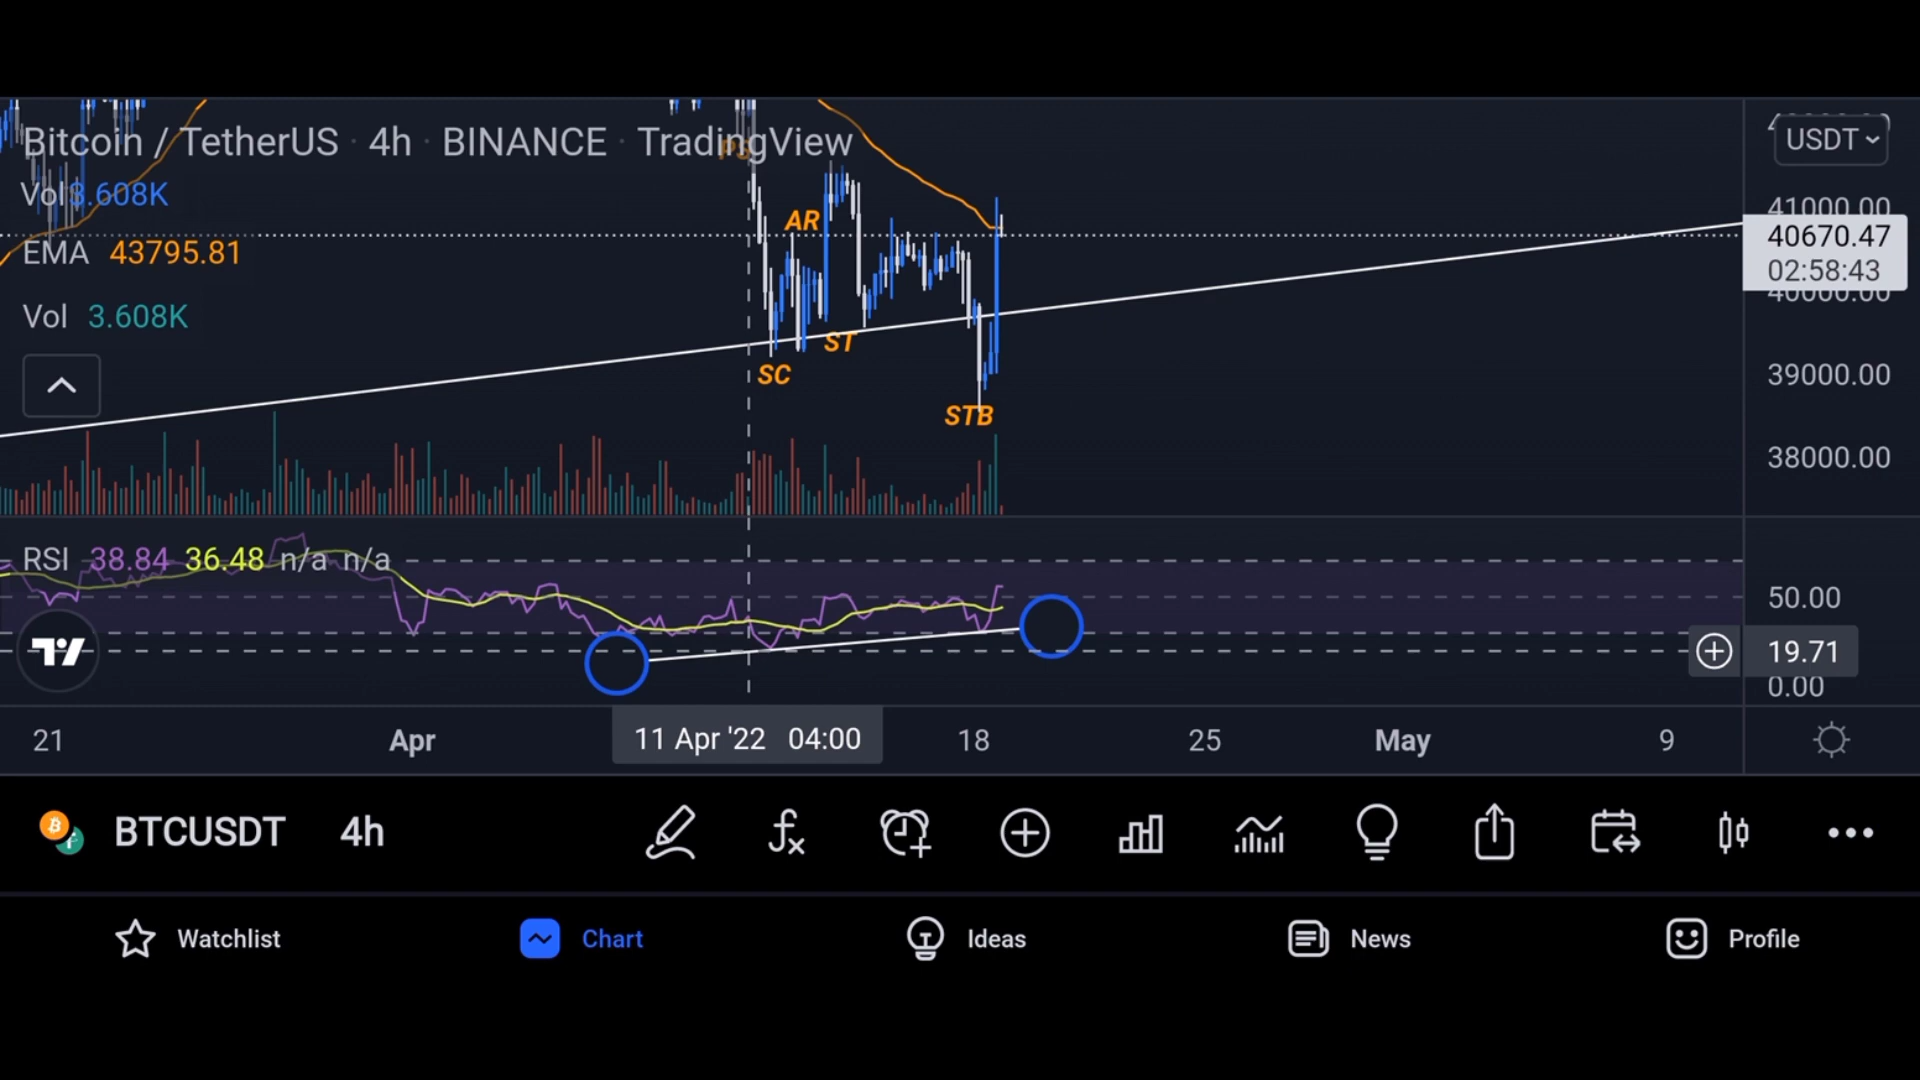 Bitcoin / TetherUS · 4h · BINANCE · TradingView
USDT
Vol 3.608K
41000.00
AR
40670.47
EMA 43795.81
02:58:43
40000.00
Vol 3.608K
ST
SC
39000.00
STB
38000.00
RSI 38.84 36.48 n/a n/a
50.00
19.71
0.00
21 Apr 11 Apr '22 04:00 18 25 May 9
BTCUSDT 4h
Watchlist Chart Ideas News Profile